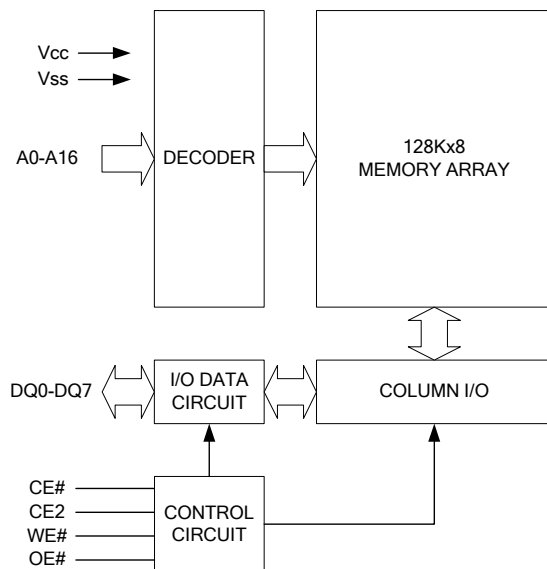 Vcc
Vss
A0-A16
DECODER
128Kx8
MEMORY ARRAY
DQ0-DQ7
I/O DATA
CIRCUIT
COLUMN I/O
CE#
CE2
WE#
OE#
CONTROL
CIRCUIT